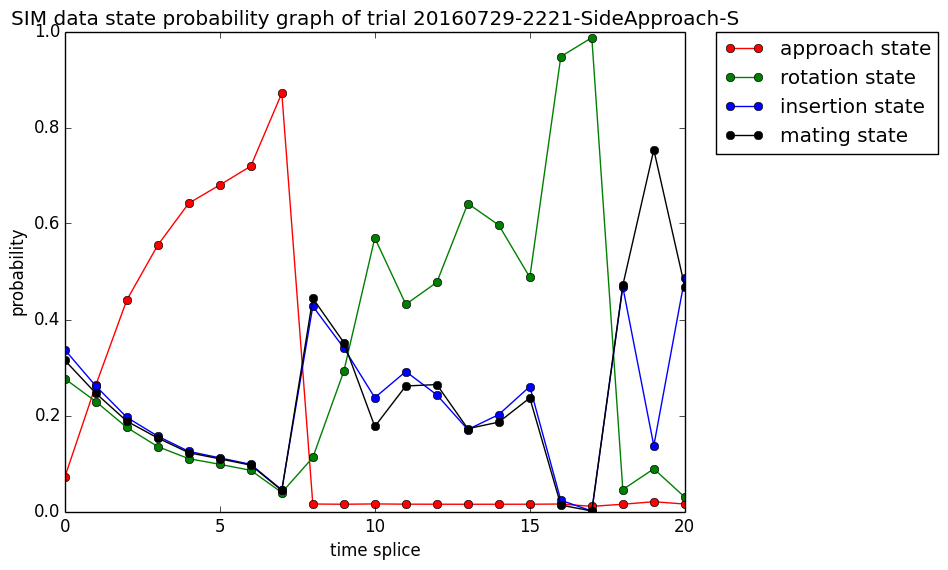 SIM data state probability graph of trial 20160729-2221-SideApproach-S
1.0
0.8
0.6
0.4
0.2
0.0
probability
0 5 10 15 20
time splice
approach state
rotation state
insertion state
mating state